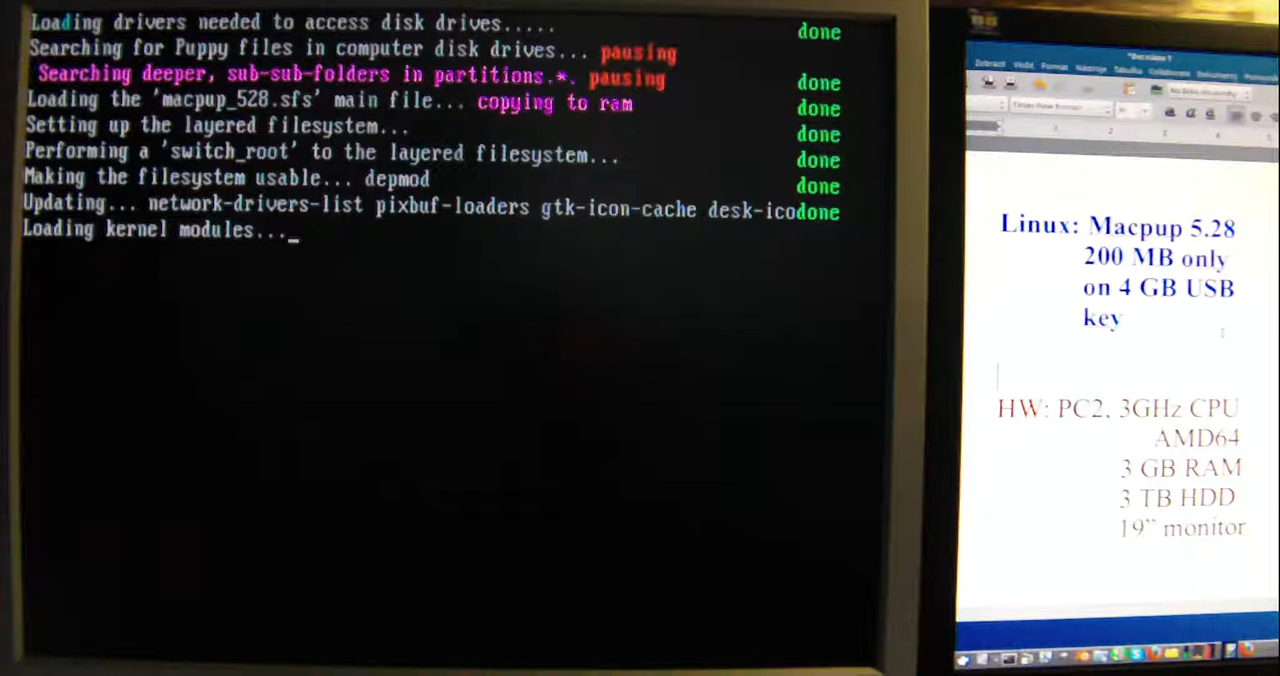 Loading drivers needed to access disk drives..... done
Searching for Puppy files in computer disk drives... pausing
Searching deeper, sub-sub-folders in partitions.*. pausing done
Loading the 'macpup_528.sfs' main file... copying to ram done
Setting up the layered filesystem... done
Performing a 'switch_root' to the layered filesystem... done
Making the filesystem usable... depmod done
Updating... network-drivers-list pixbuf-loaders gtk-icon-cache desk-icodone
Loading kernel modules..._
Times New Roman
Linux: Macpup 5.28
200 MB only
on 4 GB USB
key
HW: PC2, 3GHz CPU
AMD64
3 GB RAM
3 TB HDD
19” monitor